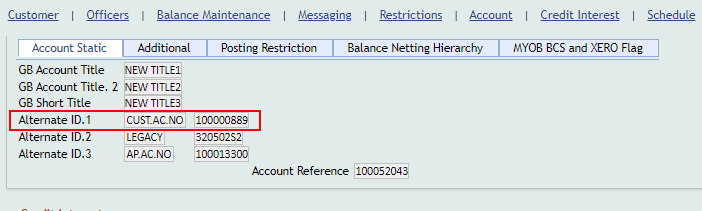 Customer | Officers | Balance Maintenance | Messaging | Restrictions | Account | Credit Interest | Schedule
Account Static Additional Posting Restriction Balance Netting Hierarchy MYOB BCS and XERO Flag
GB Account Title NEW TITLE1
GB Account Title. 2 NEW TITLE2
GB Short Title NEW TITLE3
Alternate ID.1 CUST.AC.NO 100000889
Alternate ID.2 LEGACY 320502S2
Alternate ID.3 AP.AC.NO 100013300
Account Reference 100052043